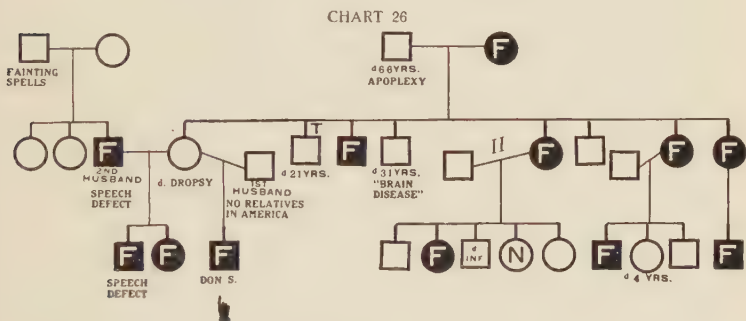 CHART 26
F
FAINTING
SPELLS
d 66 YRS.
APOPLEXY
F
2ND
HUSBAND
SPEECH
DEFECT
d. DROPSY
1ST
HUSBAND
NO RELATIVES
IN AMERICA
T
d 21 YRS.
F
d 31 YRS.
"BRAIN
DISEASE"
II
F
F
F
F
F
SPEECH
DEFECT
F
DON S.
F
d
INF
N
F
d 4 YRS.
F